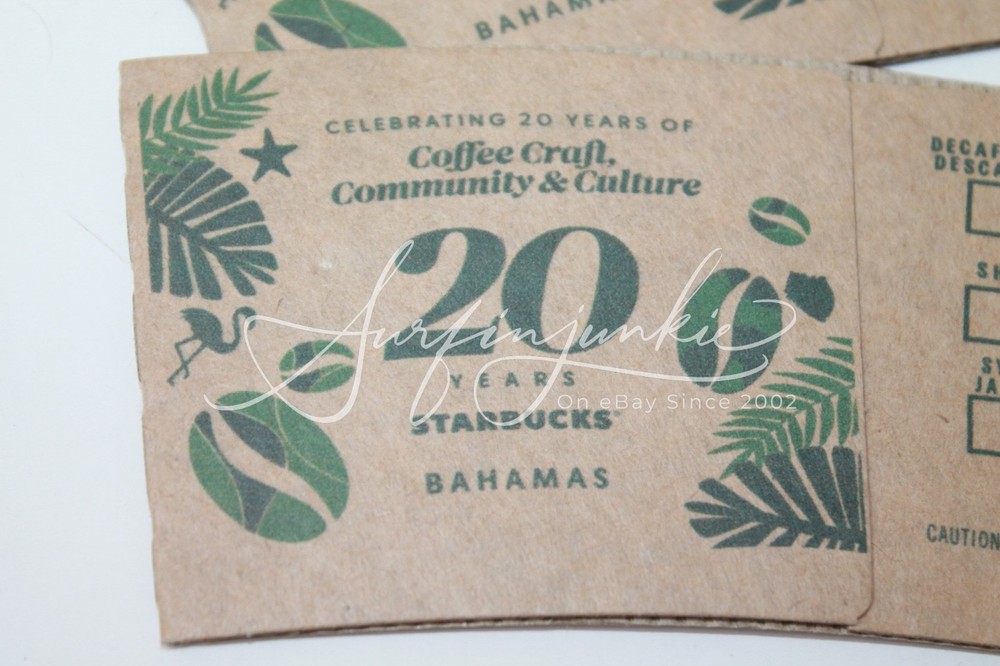 BAHAMA
CELEBRATING 20 YEARS OF
Coffee Craft,
Community & Culture
20
YEARS
STARBUCKS
BAHAMAS
Surfinjunkie
On eBay Since 2002
DECAF
DESCA
SH
SY
JA
CAUTION